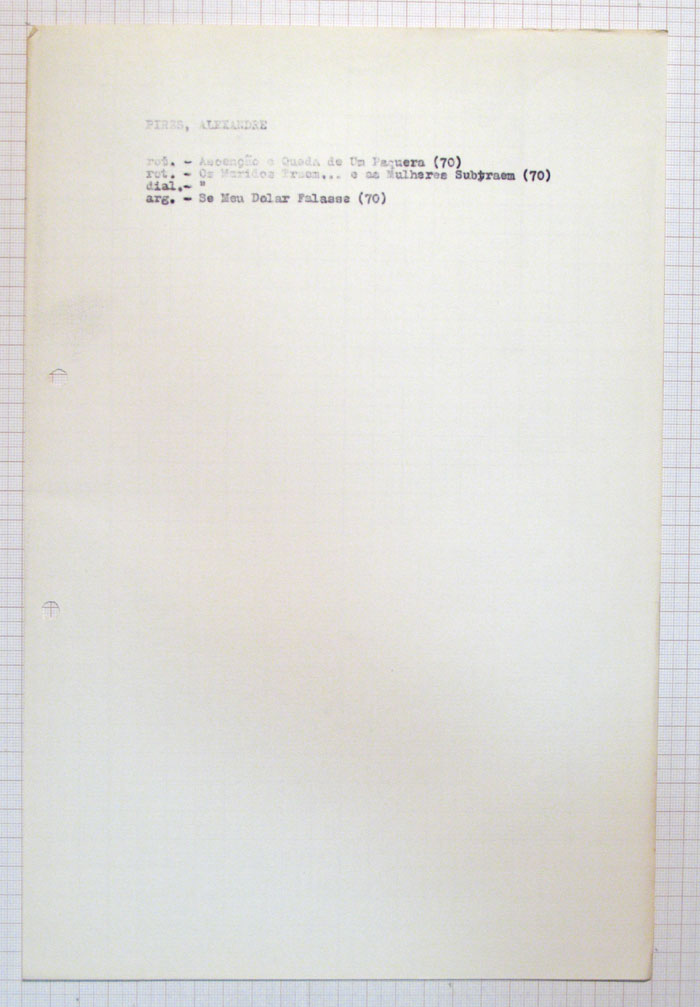 PIRES, ALEXANDRE
rot. - Ascenção e Queda de Um Paquera (70)
rot. - Os Maridos Traem... e as Mulheres Subtraem (70)
dial.- "
arg. - Se Meu Dolar Falasse (70)